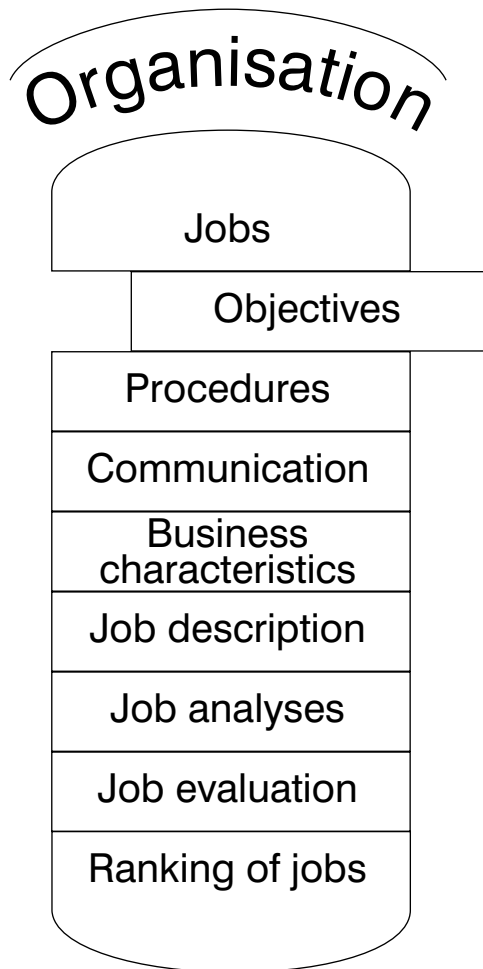 Organisation
Jobs
Objectives
Procedures
Communication
Business
characteristics
Job description
Job analyses
Job evaluation
Ranking of jobs